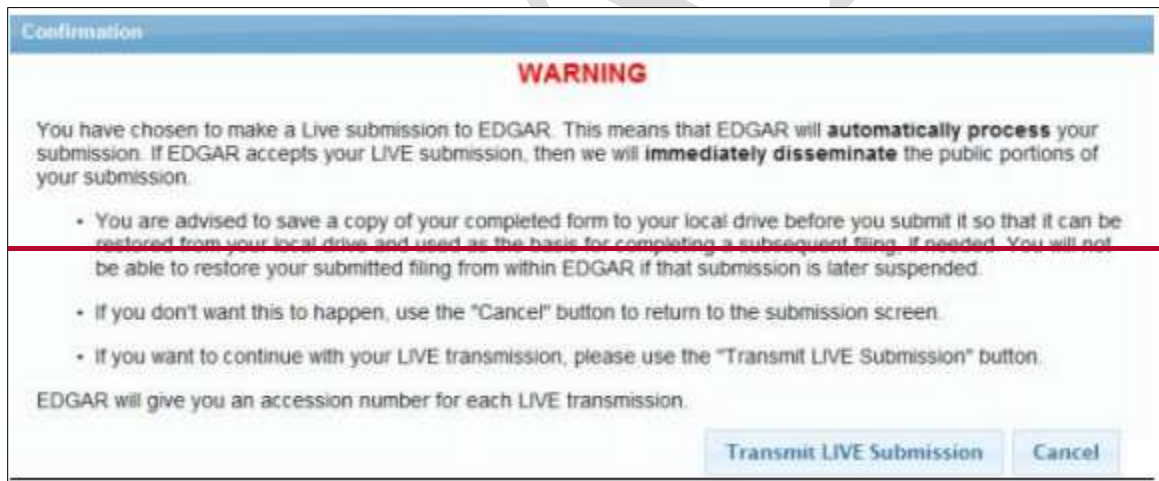 Confirmation
WARNING
You have chosen to make a Live submission to EDGAR. This means that EDGAR will automatically process your
submission. If EDGAR accepts your LIVE submission, then we will immediately disseminate the public portions of
your submission.
• You are advised to save a copy of your completed form to your local drive before you submit it so that it can be
restored from your local drive and used as the basis for completing a subsequent filing, if needed. You will not
be able to restore your submitted filing from within EDGAR if that submission is later suspended.
• If you don't want this to happen, use the "Cancel" button to return to the submission screen.
• If you want to continue with your LIVE transmission, please use the "Transmit LIVE Submission" button.
EDGAR will give you an accession number for each LIVE transmission.
Transmit LIVE Submission Cancel